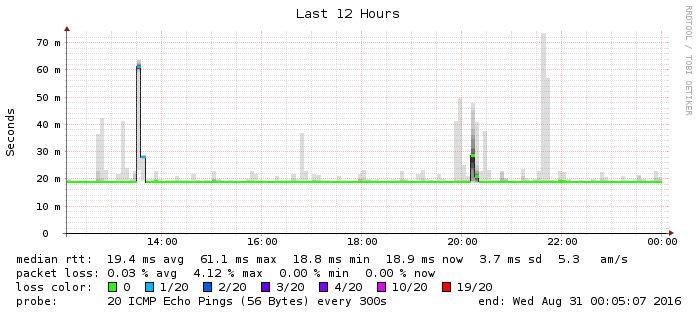 Last 12 Hours
RRDTOOL / TOBI OETIKER
Seconds
70 m
60 m
50 m
40 m
30 m
20 m
10 m
0
14:00 16:00 18:00 20:00 22:00 00:00
median rtt: 19.4 ms avg 61.1 ms max 18.8 ms min 18.9 ms now 3.7 ms sd 5.3 am/s
packet loss: 0.03 % avg 4.12 % max 0.00 % min 0.00 % now
loss color: 0 1/20 2/20 3/20 4/20 10/20 19/20
probe: 20 ICMP Echo Pings (56 Bytes) every 300s end: Wed Aug 31 00:05:07 2016